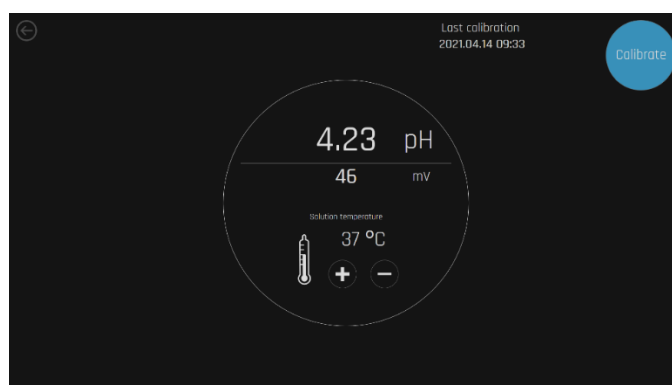 Last calibration
2021.04.14 09:33
Calibrate
4.23 pH
46 mV
Solution temperature
37 °C